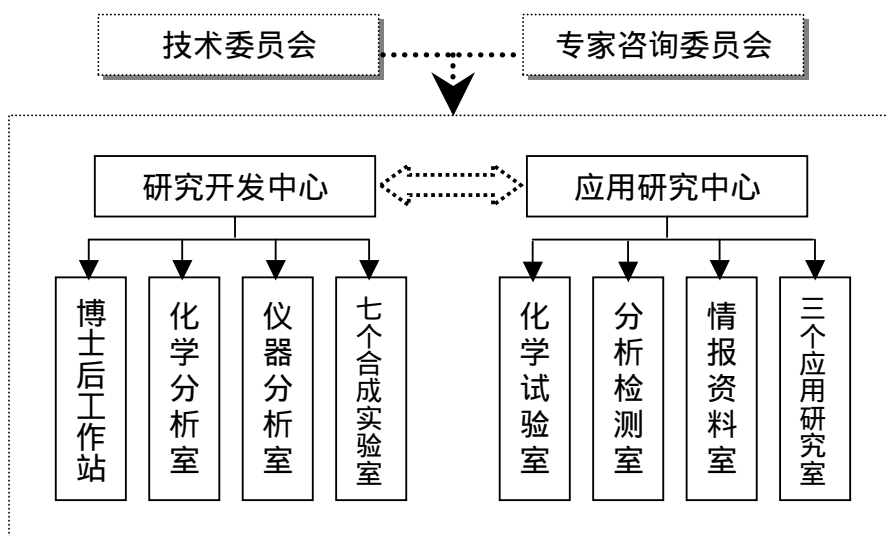 技术委员会
专家咨询委员会
研究开发中心
应用研究中心
博士后工作站
化学分析室
仪器分析室
七个合成实验室
化学试验室
分析检测室
情报资料室
三个应用研究室